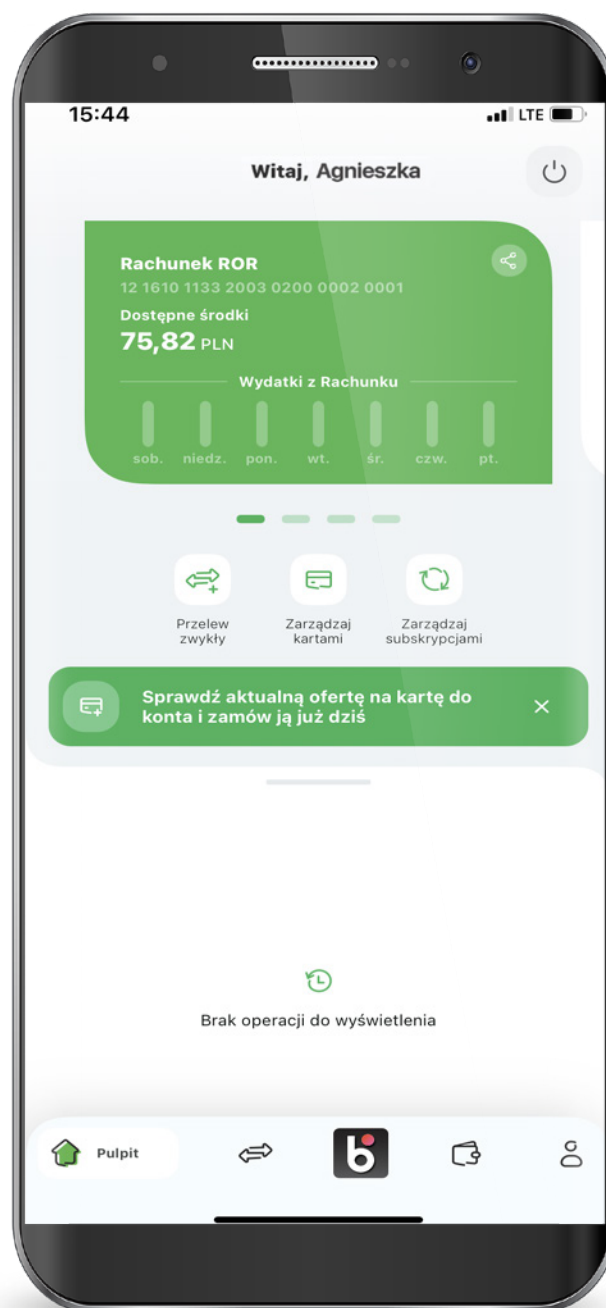 15:44
LTE
Witaj, Agnieszka
Rachunek ROR
12 1610 1133 2003 0200 0002 0001
Dostępne środki
75,82 PLN
Wydatki z Rachunku
sob. niedz. pon. wt. śr. czw. pt.
Przelew
zwykły
Zarządzaj
kartami
Zarządzaj
subskrypcjami
Sprawdź aktualną ofertę na kartę do
konta i zamów ją już dziś
Brak operacji do wyświetlenia
Pulpit
b